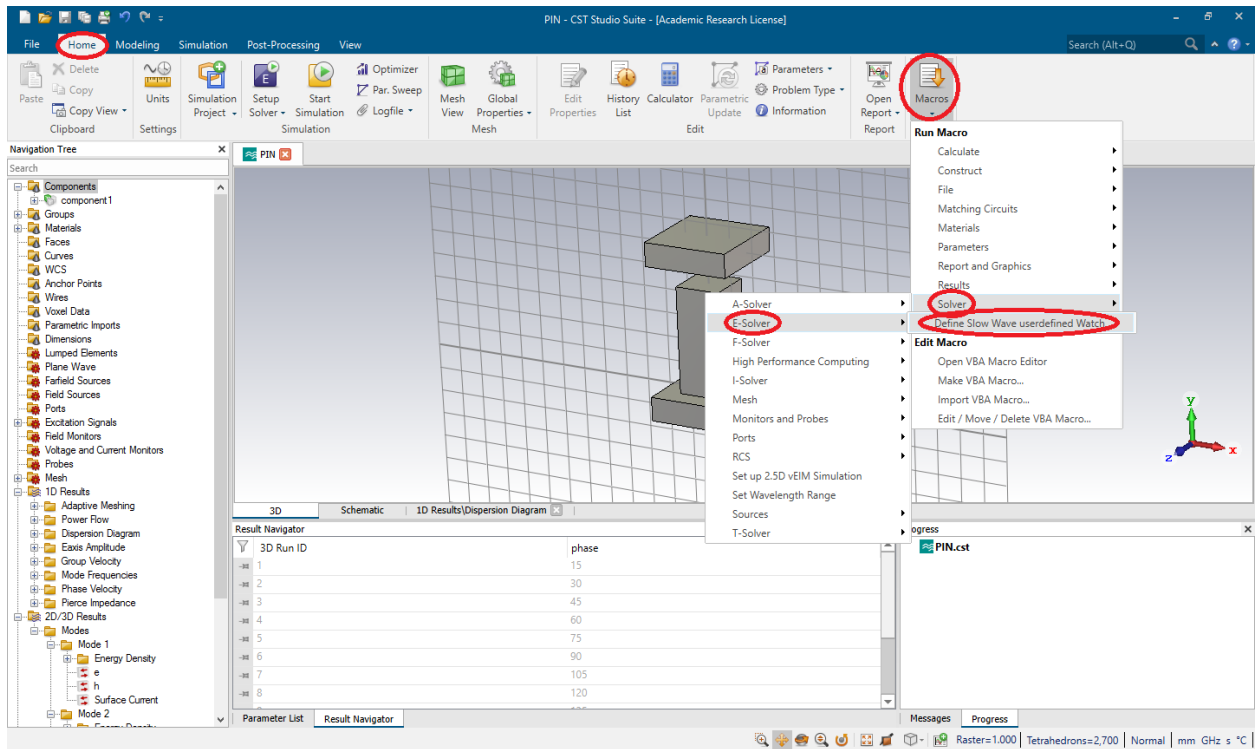 PIN - CST Studio Suite - [Academic Research License]
File Home Modeling Simulation Post-Processing View Search (Alt+Q)
Paste
Delete
Copy
Copy View
Clipboard
Units
Settings
Simulation Project
Setup Solver
Start Simulation
Optimizer
Par. Sweep
Logfile
Simulation
Mesh View
Global Properties
Mesh
Edit Properties
History List
Calculator
Parametric Update
Parameters
Problem Type
Information
Edit
Open Report
Report
Macros
Navigation Tree
Search
Components
component1
Groups
Materials
Faces
Curves
WCS
Anchor Points
Wires
Voxel Data
Parametric Imports
Dimensions
Lumped Elements
Plane Wave
Farfield Sources
Field Sources
Ports
Excitation Signals
Field Monitors
Voltage and Current Monitors
Probes
Mesh
1D Results
Adaptive Meshing
Power Flow
Dispersion Diagram
Eaxis Amplitude
Group Velocity
Mode Frequencies
Phase Velocity
Pierce Impedance
2D/3D Results
Modes
Mode 1
Energy Density
e
h
Surface Current
Mode 2
PIN
Run Macro
Calculate
Construct
File
Matching Circuits
Materials
Parameters
Report and Graphics
Results
Solver
Define Slow Wave userdefined Watch
Edit Macro
Open VBA Macro Editor
Make VBA Macro...
Import VBA Macro...
Edit / Move / Delete VBA Macro...
A-Solver
E-Solver
F-Solver
High Performance Computing
I-Solver
Mesh
Monitors and Probes
Ports
RCS
Set up 2.5D vEIM Simulation
Set Wavelength Range
Sources
T-Solver
y
x
z
3D Schematic 1D Results\Dispersion Diagram
Result Navigator
3D Run ID phase
1 15
2 30
3 45
4 60
5 75
6 90
7 105
8 120
Parameter List Result Navigator
ogress
PIN.cst
Messages Progress
Raster=1.000 Tetrahedrons=2,700 Normal mm GHz s °C